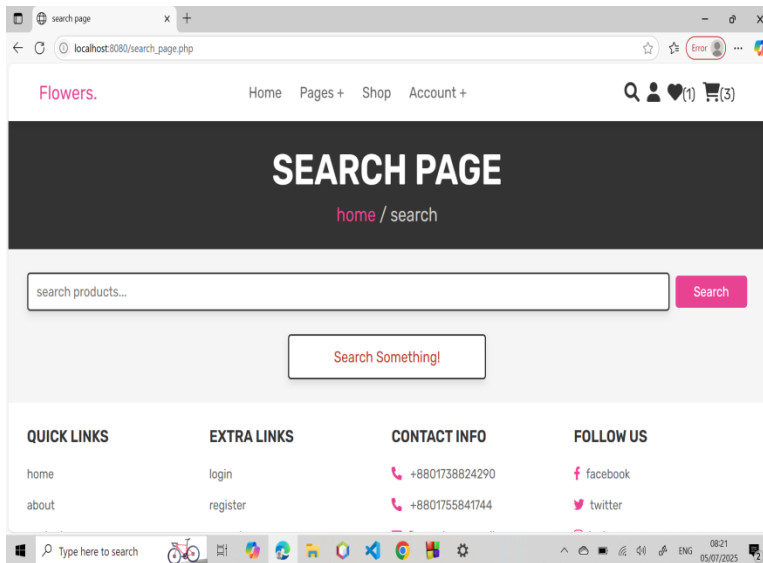 search page
localhost:8080/search_page.php
Error
Flowers.
Home Pages + Shop Account +
(1) (3)
SEARCH PAGE
home / search
search products...
Search
Search Something!
QUICK LINKS EXTRA LINKS CONTACT INFO FOLLOW US
home login +8801738824290 facebook
about register +8801755841744 twitter
Type here to search
ENG
08:21
05/07/2025
2